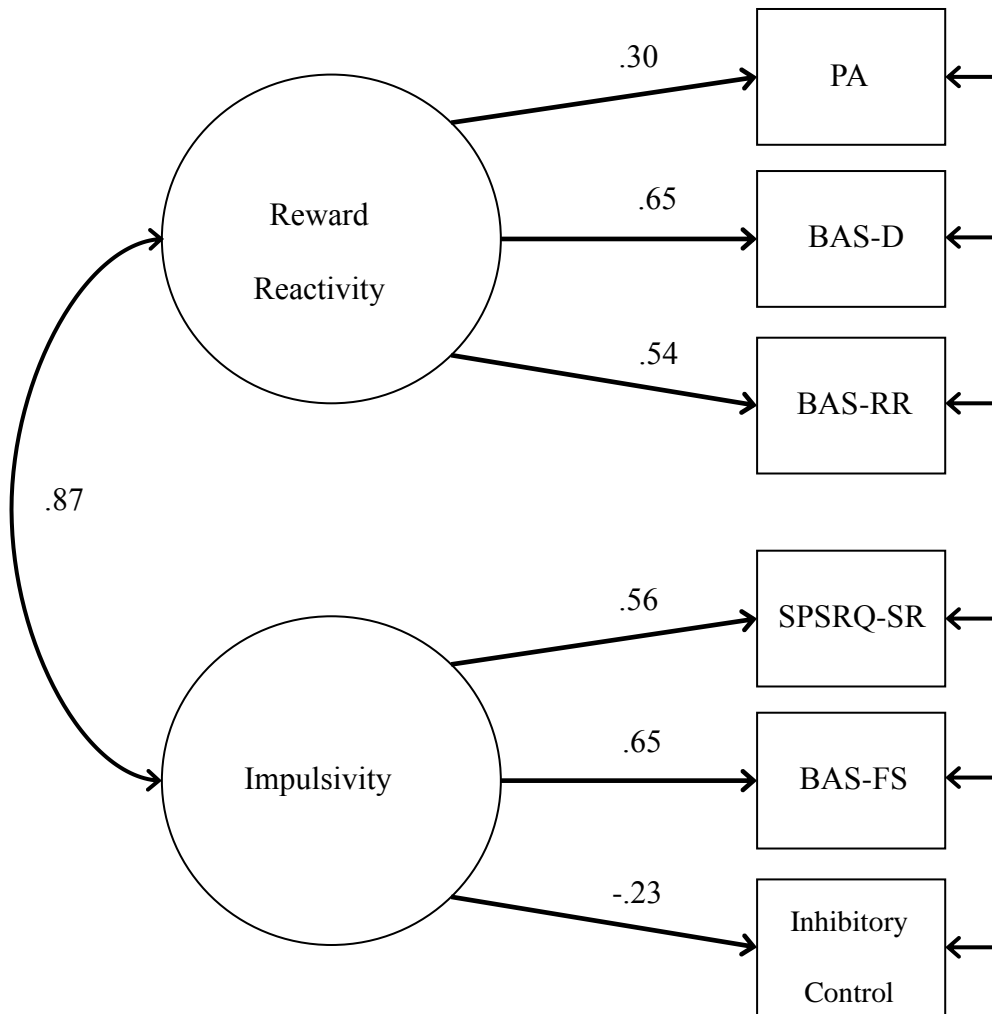 .30
PA
.65
Reward
Reactivity
BAS-D
.54
BAS-RR
.87
.56
SPSRQ-SR
.65
Impulsivity
BAS-FS
-.23
Inhibitory
Control